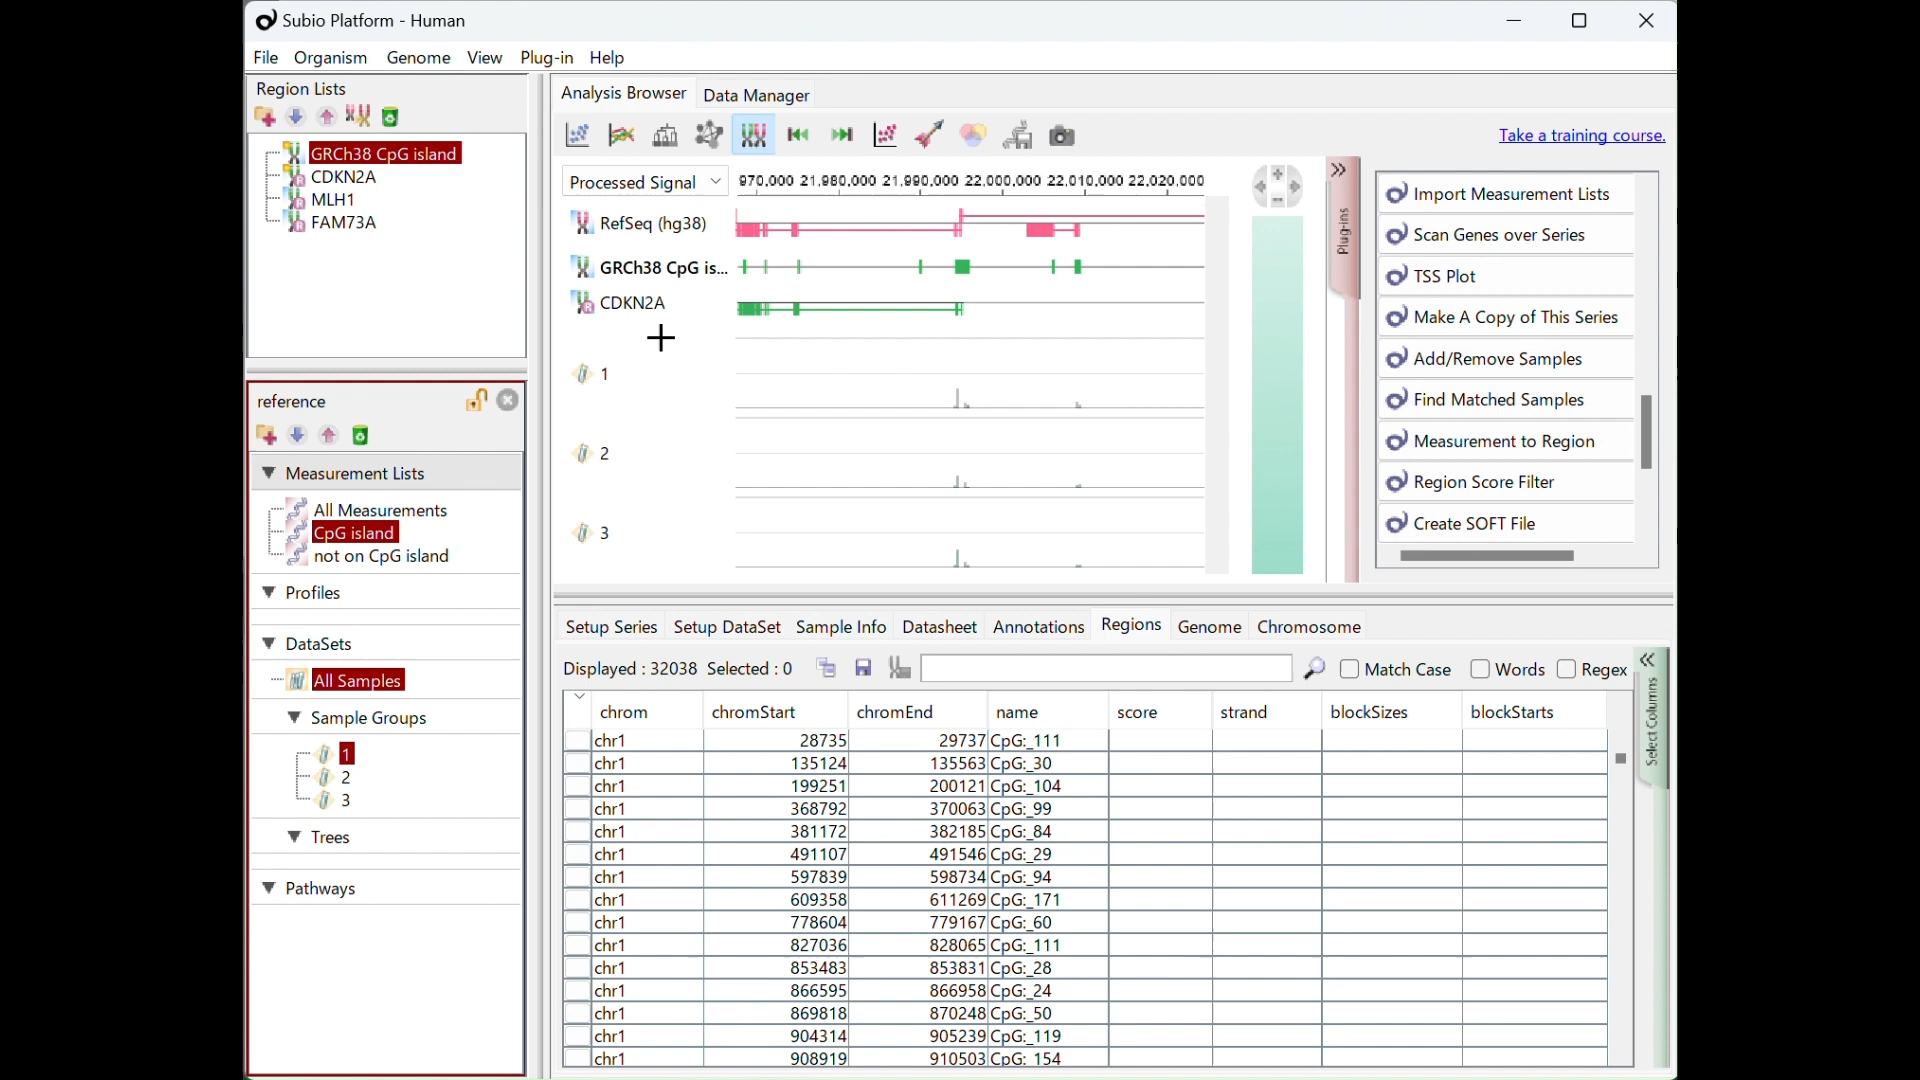 Subio Platform - Human
File Organism Genome View Plug-in Help
Region Lists
GRCh38 CpG island
CDKN2A
MLH1
FAM73A
reference
Measurement Lists
All Measurements
CpG island
not on CpG island
Profiles
DataSets
All Samples
Sample Groups
1
2
3
Trees
Pathways
Analysis Browser Data Manager
Take a training course.
Processed Signal 970,000 21,980,000 21,990,000 22,000,000 22,010,000 22,020,000
RefSeq (hg38)
GRCh38 CpG is...
CDKN2A
1
2
3
Plug-ins
Import Measurement Lists
Scan Genes over Series
TSS Plot
Make A Copy of This Series
Add/Remove Samples
Find Matched Samples
Measurement to Region
Region Score Filter
Create SOFT File
Setup Series Setup DataSet Sample Info Datasheet Annotations Regions Genome Chromosome
Displayed : 32038 Selected : 0 Match Case Words Regex
Select Columns
chrom chromStart chromEnd name score strand blockSizes blockStarts
chr1 28735 29737 CpG:_111
chr1 135124 135563 CpG:_30
chr1 199251 200121 CpG:_104
chr1 368792 370063 CpG:_99
chr1 381172 382185 CpG:_84
chr1 491107 491546 CpG:_29
chr1 597839 598734 CpG:_94
chr1 609358 611269 CpG:_171
chr1 778604 779167 CpG:_60
chr1 827036 828065 CpG:_111
chr1 853483 853831 CpG:_28
chr1 866595 866958 CpG:_24
chr1 869818 870248 CpG:_50
chr1 904314 905239 CpG:_119
chr1 908919 910503 CpG:_154